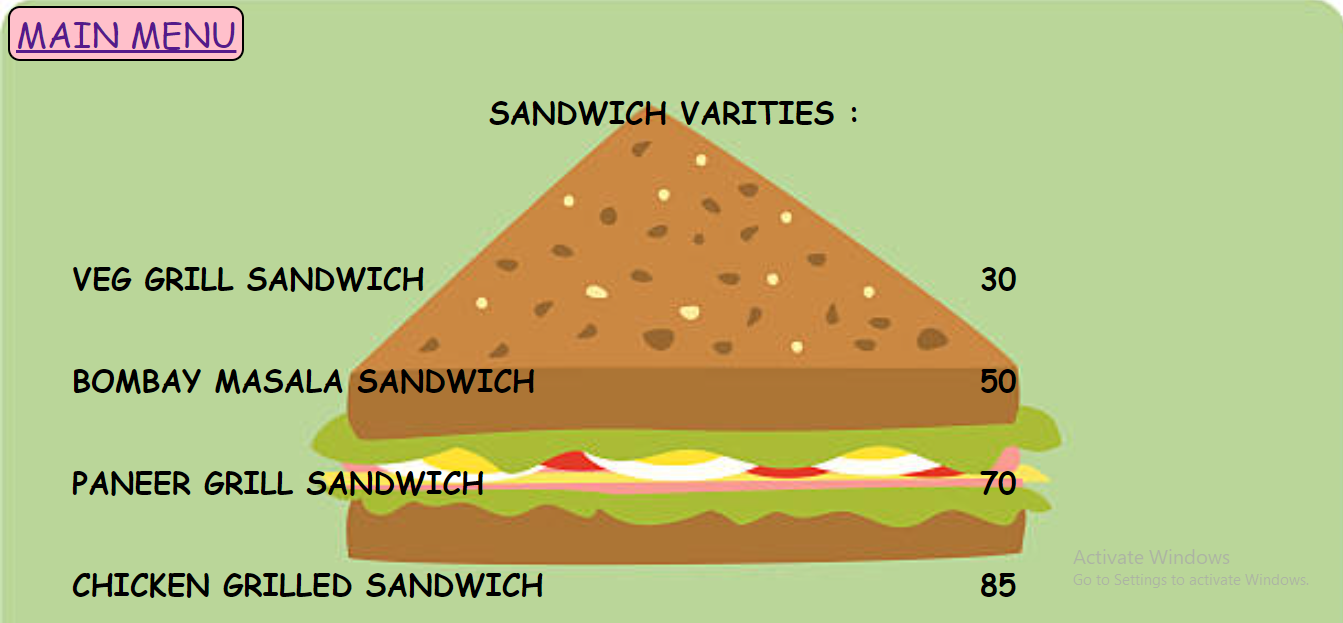 MAIN MENU
SANDWICH VARITIES :
VEG GRILL SANDWICH 30
BOMBAY MASALA SANDWICH 50
PANEER GRILL SANDWICH 70
CHICKEN GRILLED SANDWICH 85
Activate Windows
Go to Settings to activate Windows.